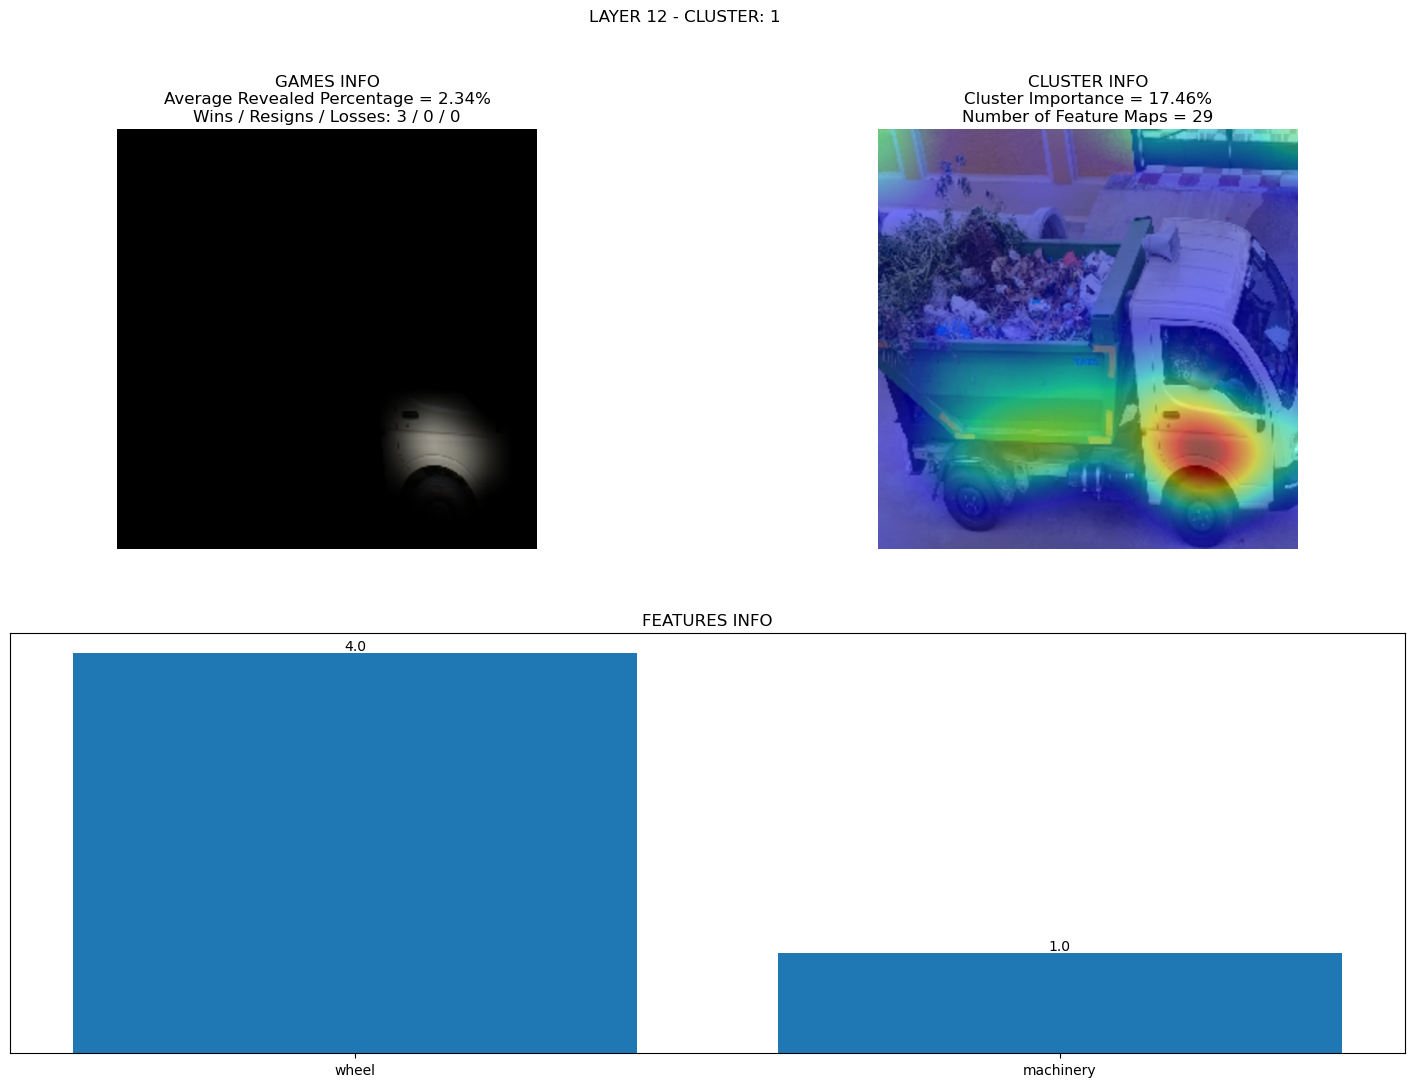 LAYER 12 - CLUSTER: 1
GAMES INFO
Average Revealed Percentage = 2.34%
Wins / Resigns / Losses: 3 / 0 / 0
CLUSTER INFO
Cluster Importance = 17.46%
Number of Feature Maps = 29
FEATURES INFO
4.0
1.0
wheel
machinery